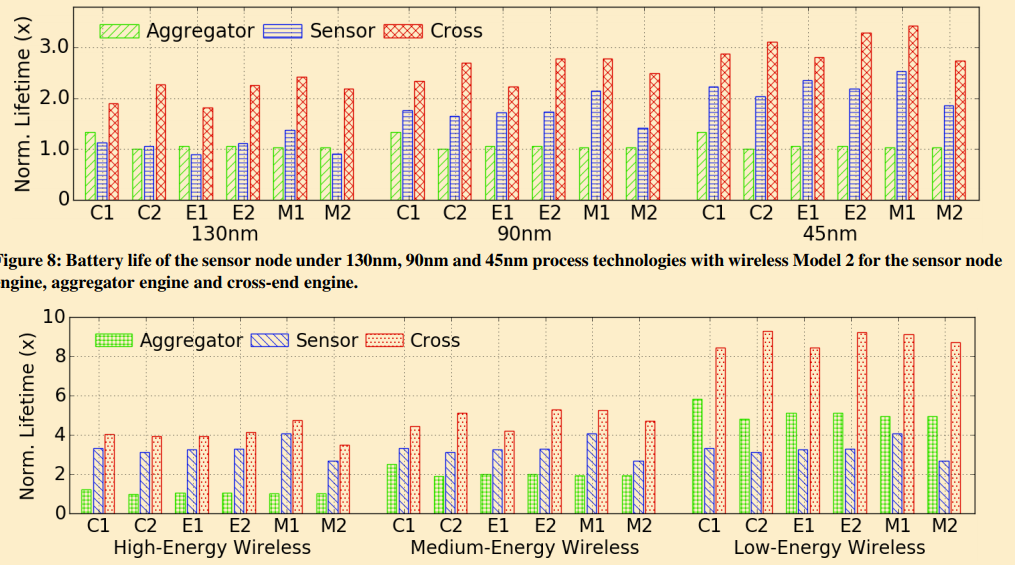 Aggregator Sensor Cross
Norm. Lifetime (x)
3.0
2.0
1.0
0
C1 C2 E1 E2 M1 M2 C1 C2 E1 E2 M1 M2 C1 C2 E1 E2 M1 M2
130nm 90nm 45nm
igure 8: Battery life of the sensor node under 130nm, 90nm and 45nm process technologies with wireless Model 2 for the sensor node
ngine, aggregator engine and cross-end engine.
Aggregator Sensor Cross
Norm. Lifetime (x)
10
8
6
4
2
0
C1 C2 E1 E2 M1 M2 C1 C2 E1 E2 M1 M2 C1 C2 E1 E2 M1 M2
High-Energy Wireless Medium-Energy Wireless Low-Energy Wireless